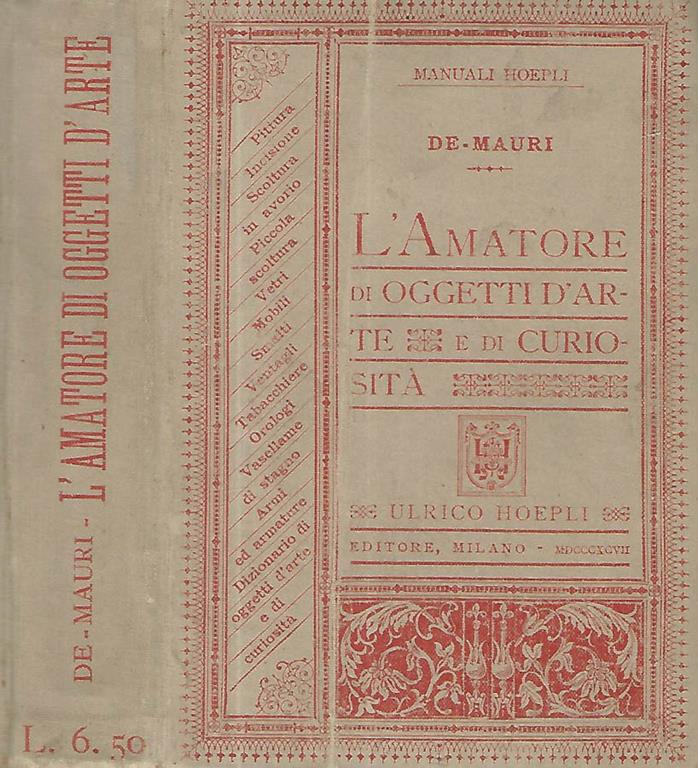 DE-MAURI - L'AMATORE DI OGGETTI D'ARTE
L. 6. 50
Pittura
Incisione
Scoltura
in avorio
Piccola
scoltura
Vetri
Mobili
Smalti
Ventagli
Tabacchiere
Orologi
Vasellame
di stagno
Armi
ed armature
Dizionario di
oggetti d'arte
e di
curiosità
MANUALI HOEPLI
DE-MAURI
L'AMATORE
DI OGGETTI D'AR-
TE E DI CURIO-
SITÀ
ULRICO HOEPLI
EDITORE, MILANO - MDCCCXCVII